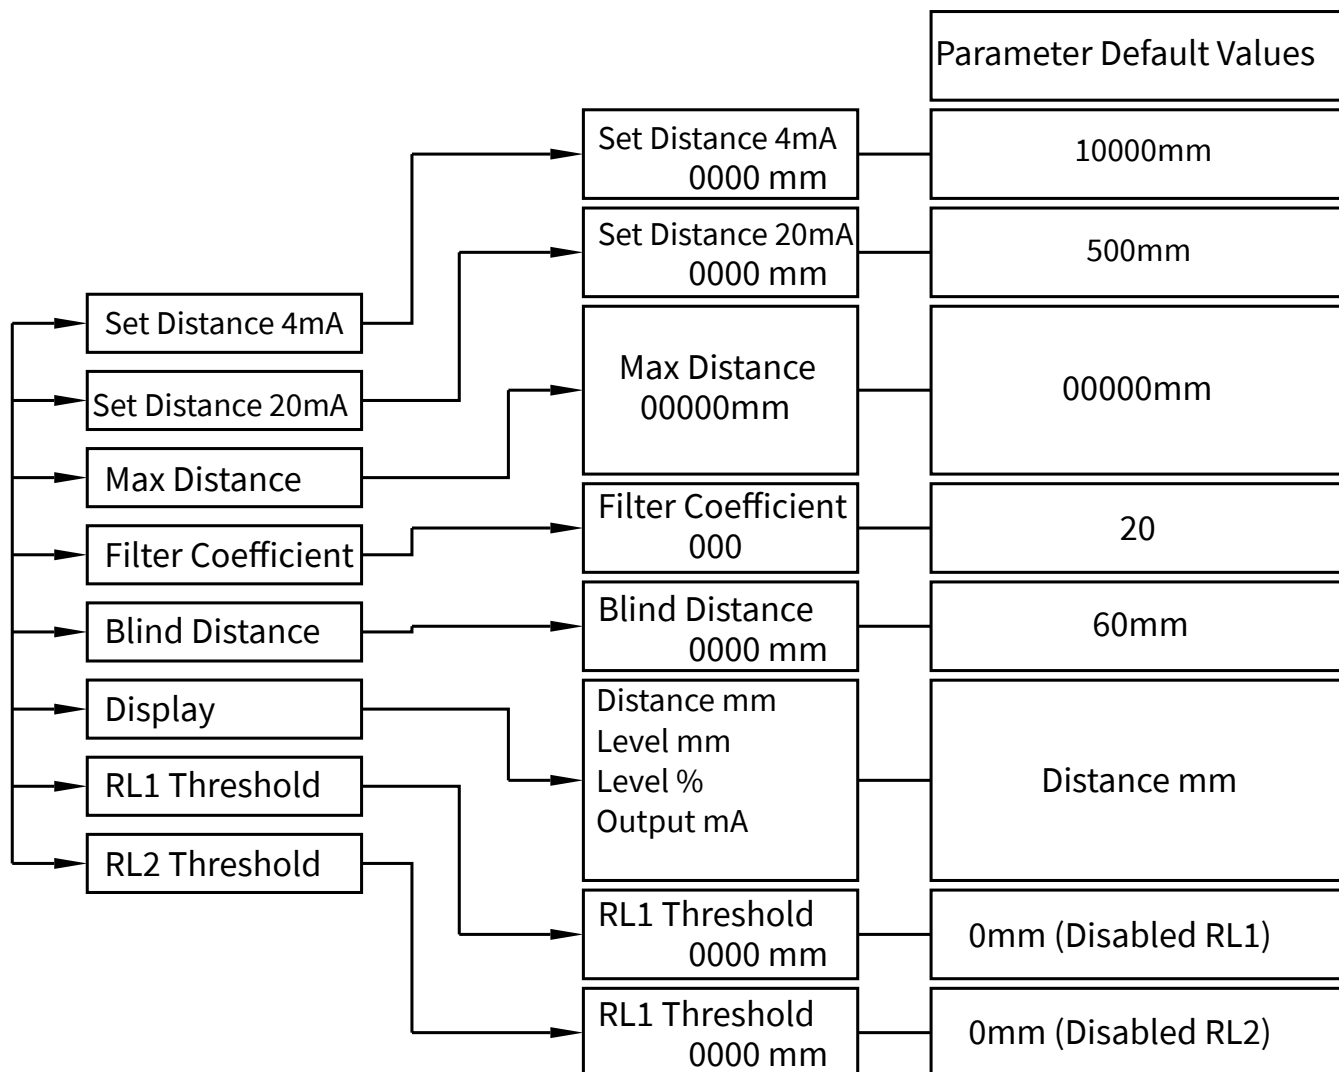 Parameter Default Values
Set Distance 4mA
0000 mm
10000mm
Set Distance 20mA
0000 mm
500mm
Set Distance 4mA
Set Distance 20mA
Max Distance
Filter Coefficient
Blind Distance
Display
RL1 Threshold
RL2 Threshold
Max Distance
00000mm
00000mm
Filter Coefficient
000
20
Blind Distance
0000 mm
60mm
Distance mm
Level mm
Level %
Output mA
Distance mm
RL1 Threshold
0000 mm
0mm (Disabled RL1)
RL1 Threshold
0000 mm
0mm (Disabled RL2)